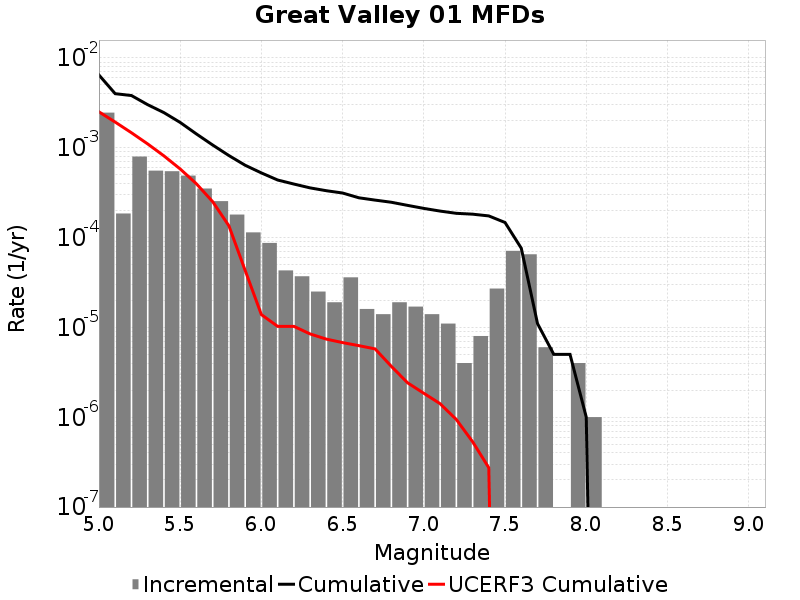 Great Valley 01 MFDs
10^-2
10^-3
10^-4
10^-5
10^-6
10^-7
Rate (1/yr)
5.0 5.5 6.0 6.5 7.0 7.5 8.0 8.5 9.0
Magnitude
Incremental Cumulative UCERF3 Cumulative